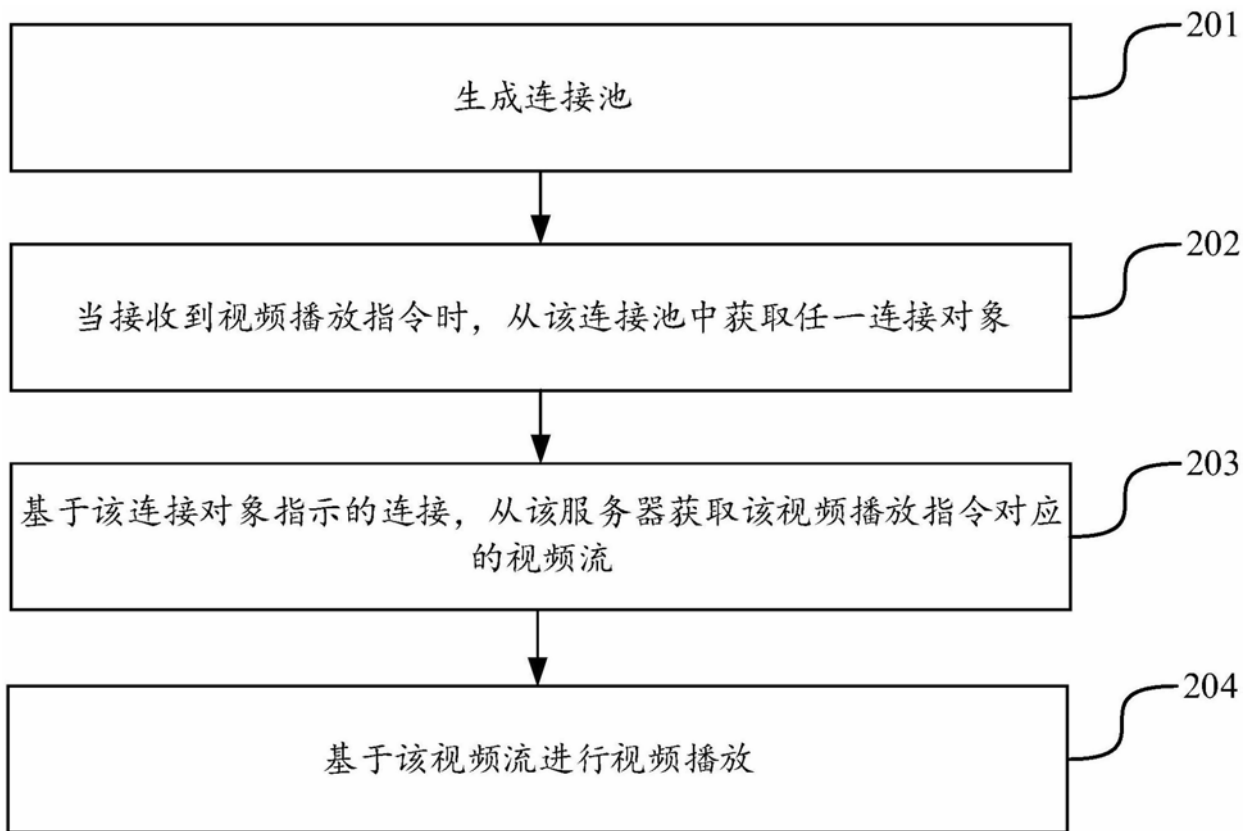 201
生成连接池
202
当接收到视频播放指令时，从该连接池中获取任一连接对象
203
基于该连接对象指示的连接，从该服务器获取该视频播放指令对应
的视频流
204
基于该视频流进行视频播放